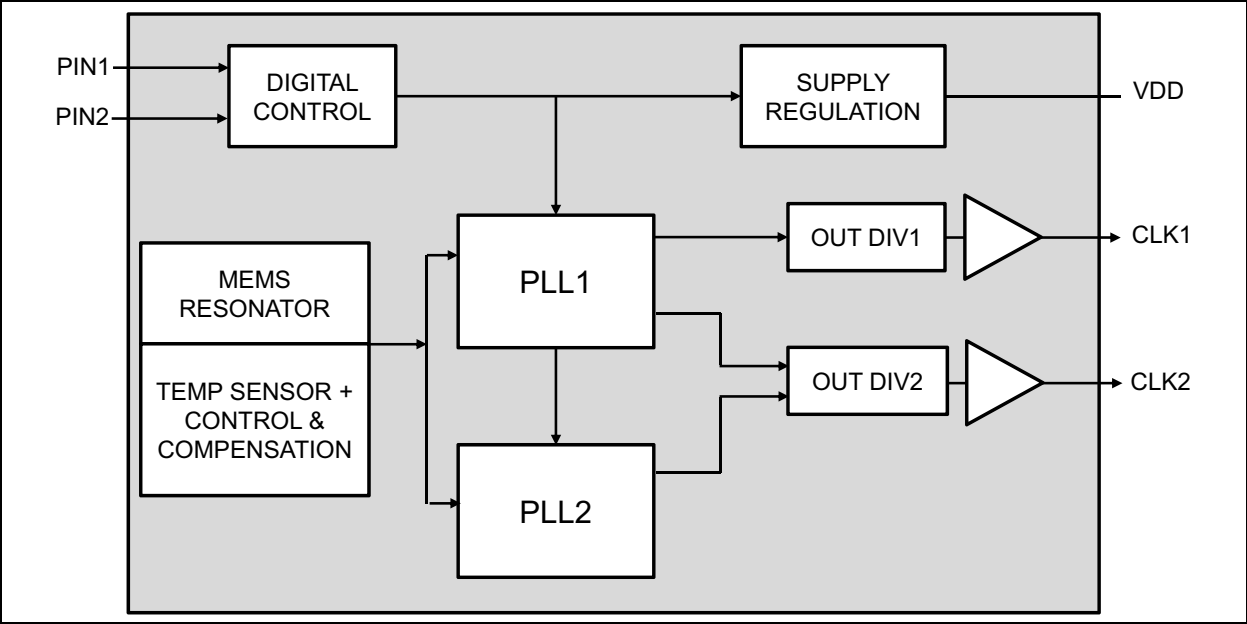 PIN1
PIN2
DIGITAL
CONTROL
SUPPLY
REGULATION
VDD
MEMS
RESONATOR
TEMP SENSOR +
CONTROL &
COMPENSATION
PLL1
PLL2
OUT DIV1
CLK1
OUT DIV2
CLK2